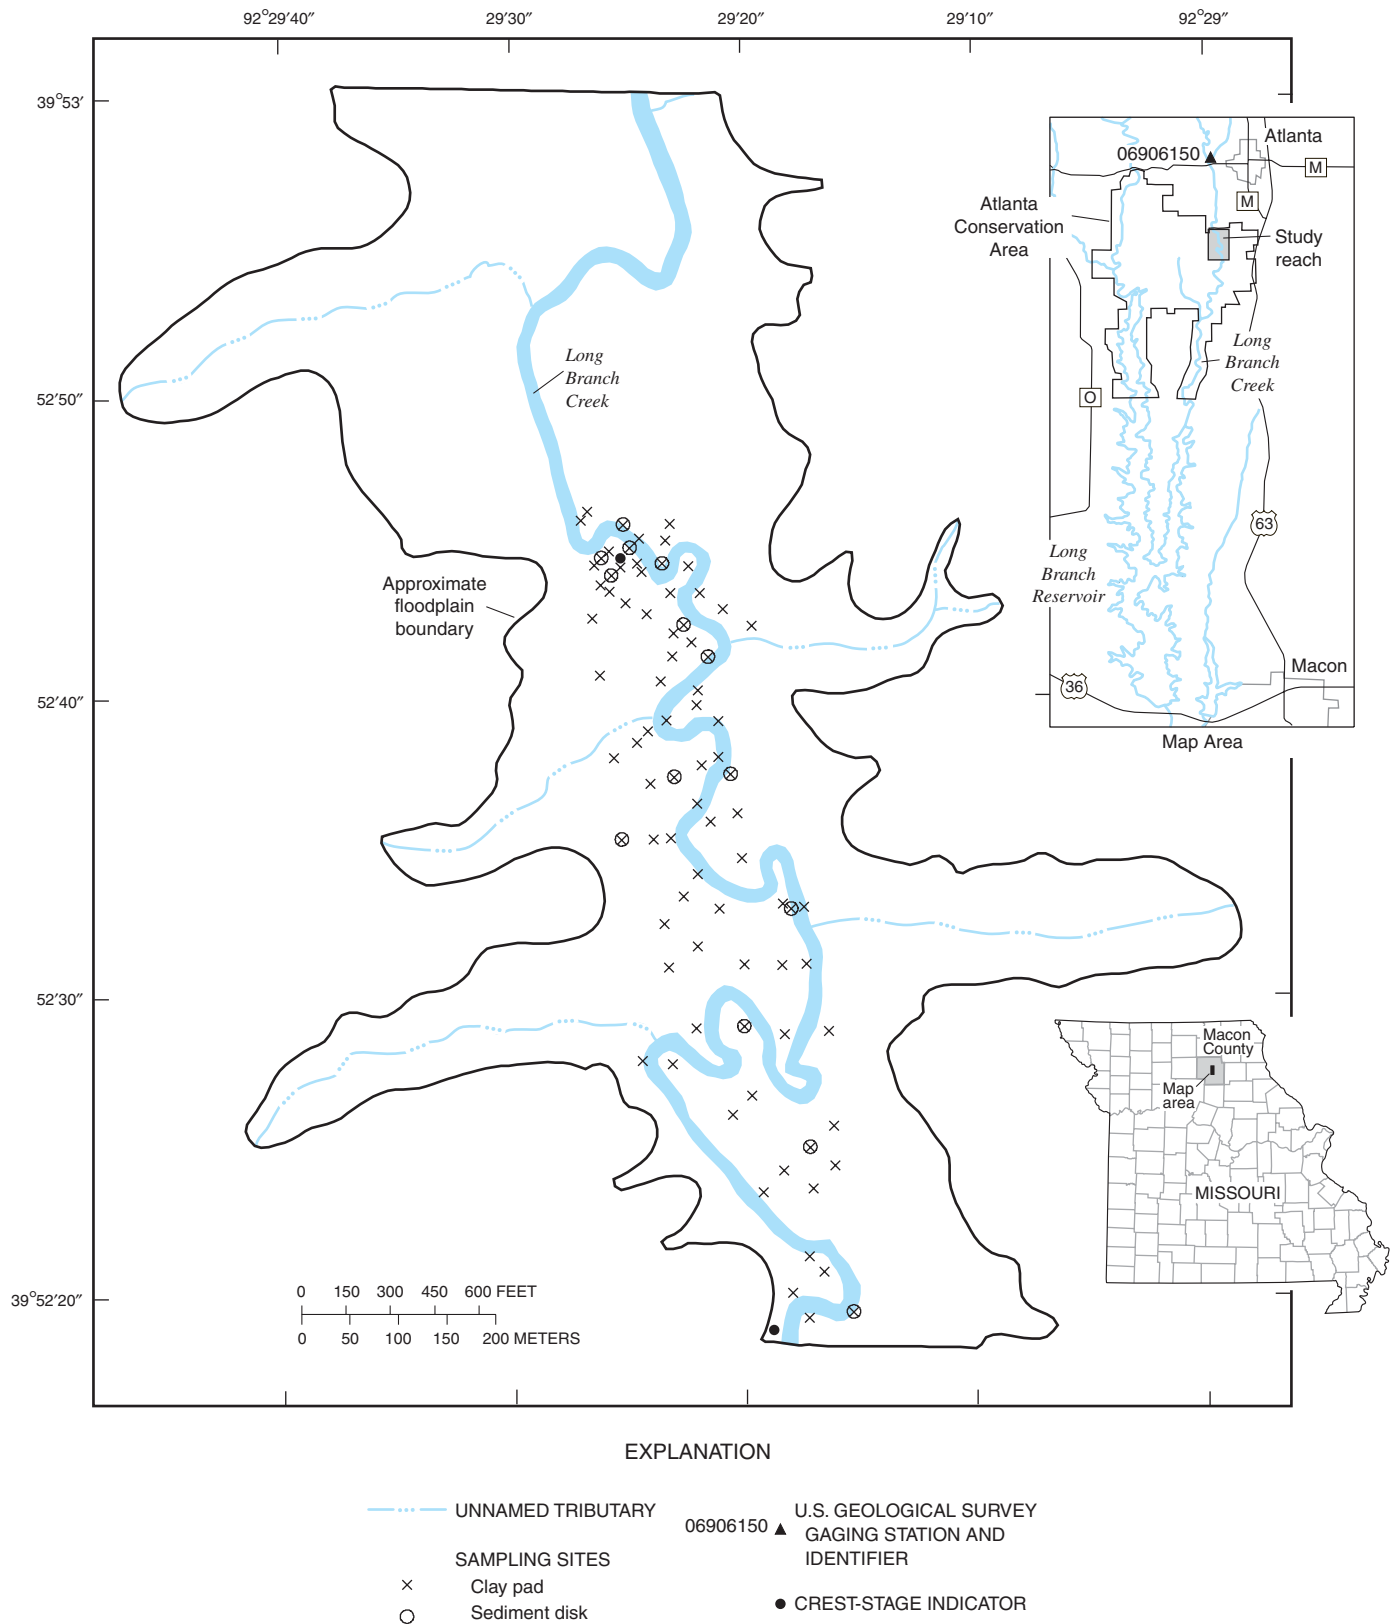 92°29′40″
29′30″
29′20″
29′10″
92°29″
39°53′
52′50″
52′40″
52′30″
39°52′20″
Long
Branch
Creek
Approximate
floodplain
boundary
06906150
Atlanta
M
M
Atlanta
Conservation
Area
Study
reach
Long
Branch
Creek
O
63
Long
Branch
Reservoir
Macon
36
Map Area
Macon
County
Map
area
MISSOURI
0 150 300 450 600 FEET
0 50 100 150 200 METERS
EXPLANATION
UNNAMED TRIBUTARY
SAMPLING SITES
Clay pad
Sediment disk
06906150
U.S. GEOLOGICAL SURVEY
GAGING STATION AND
IDENTIFIER
CREST-STAGE INDICATOR